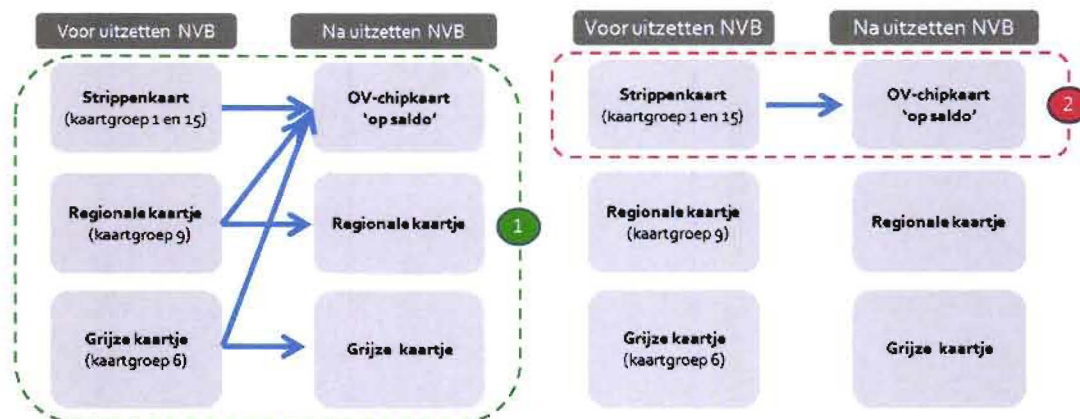 Voor uitzetten NVB
Na uitzetten NVB
Strippenkaart
(kaartgroep 1 en 15)
OV-chipkaart
'op saldo'
Regionale kaartje
(kaartgroep 9)
Regionale kaartje
1
Grijze kaartje
(kaartgroep 6)
Grijze kaartje
Voor uitzetten NVB
Na uitzetten NVB
Strippenkaart
(kaartgroep 1 en 15)
OV-chipkaart
'op saldo'
2
Regionale kaartje
(kaartgroep 9)
Regionale kaartje
Grijze kaartje
(kaartgroep 6)
Grijze kaartje